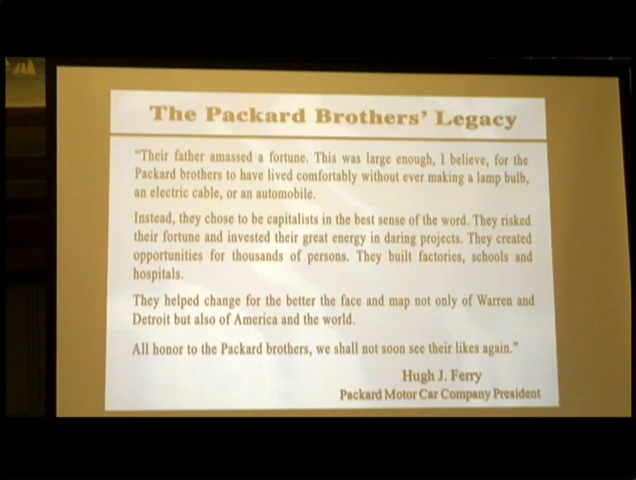 The Packard Brothers' Legacy
"Their father amassed a fortune. This was large enough, I believe, for the
Packard brothers to have lived comfortably without ever making a lamp bulb,
an electric cable, or an automobile.
Instead, they chose to be capitalists in the best sense of the word. They risked
their fortune and invested their great energy in daring projects. They created
opportunities for thousands of persons. They built factories, schools and
hospitals.
They helped change for the better the face and map not only of Warren and
Detroit but also of America and the world.
All honor to the Packard brothers, we shall not soon see their likes again."
Hugh J. Ferry
Packard Motor Car Company President